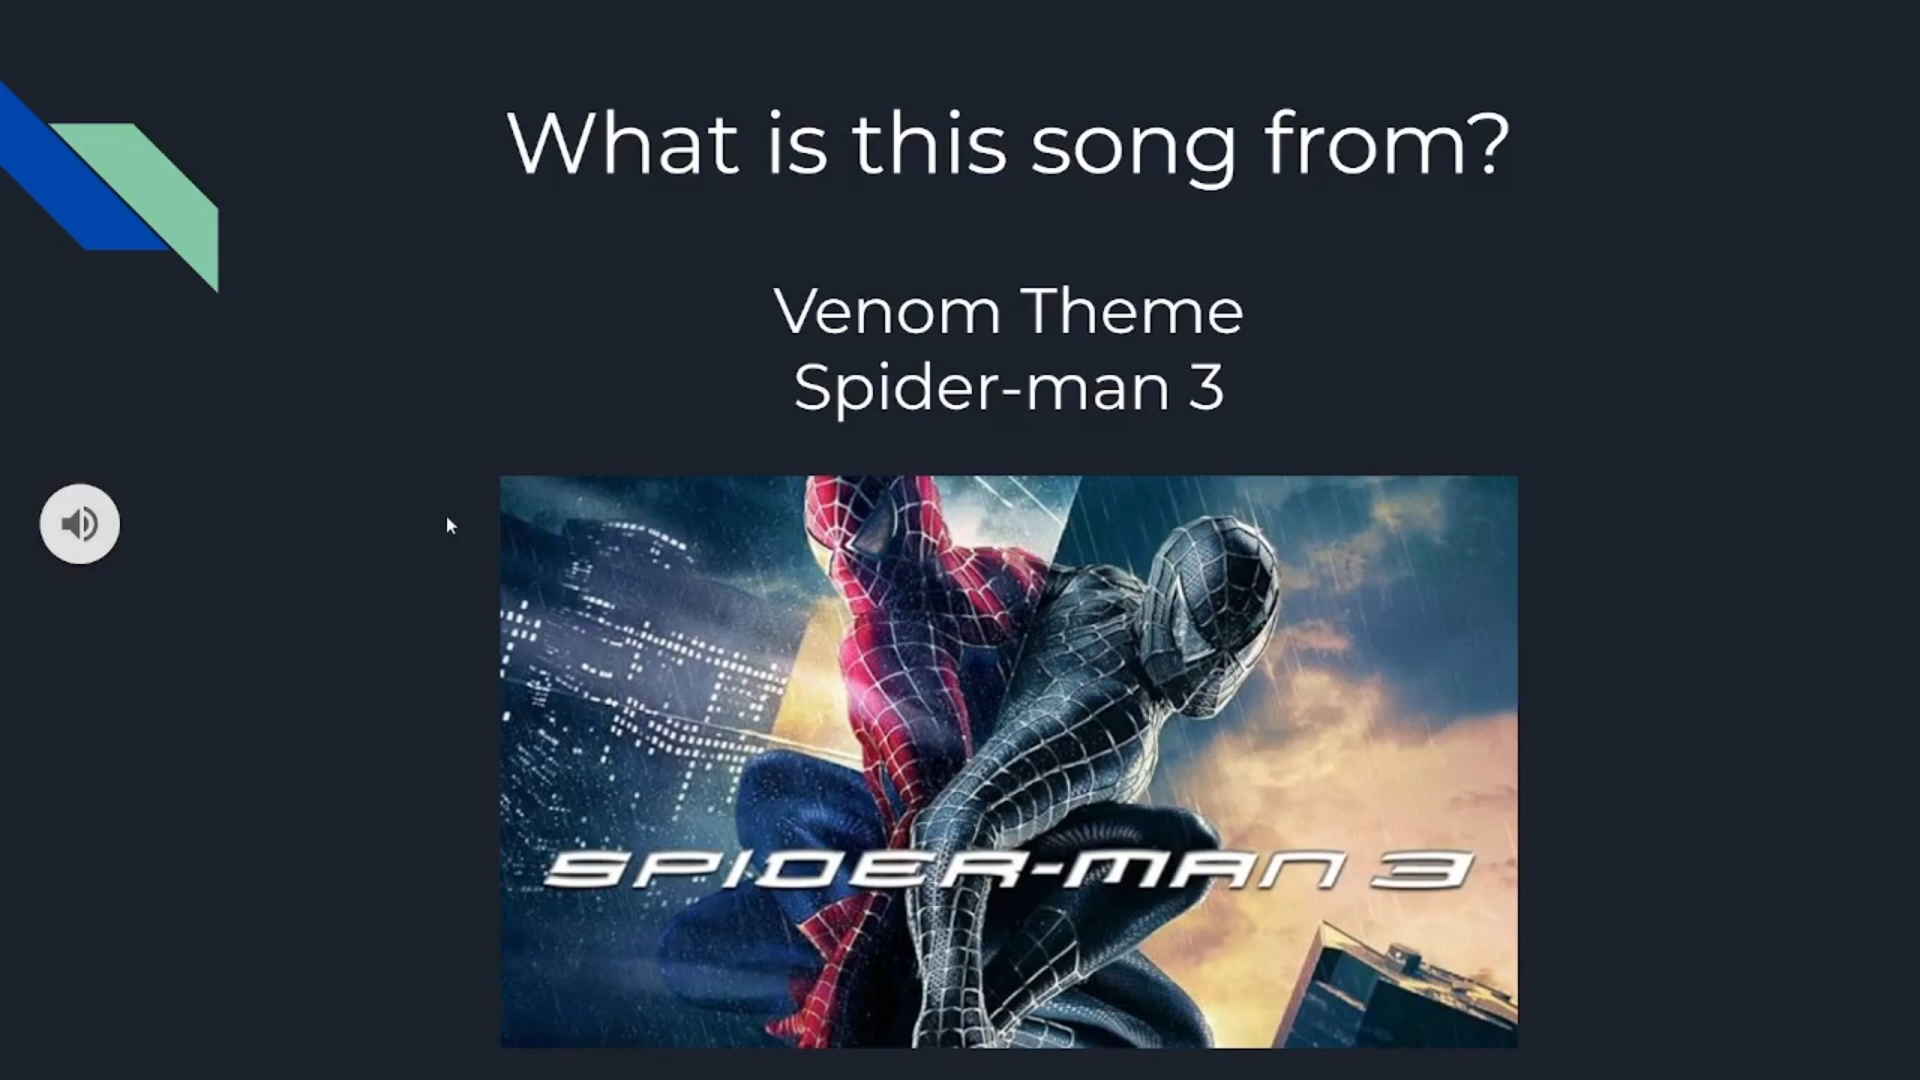 What is this song from?
Venom Theme
Spider-man 3
SPIDER-MAN 3